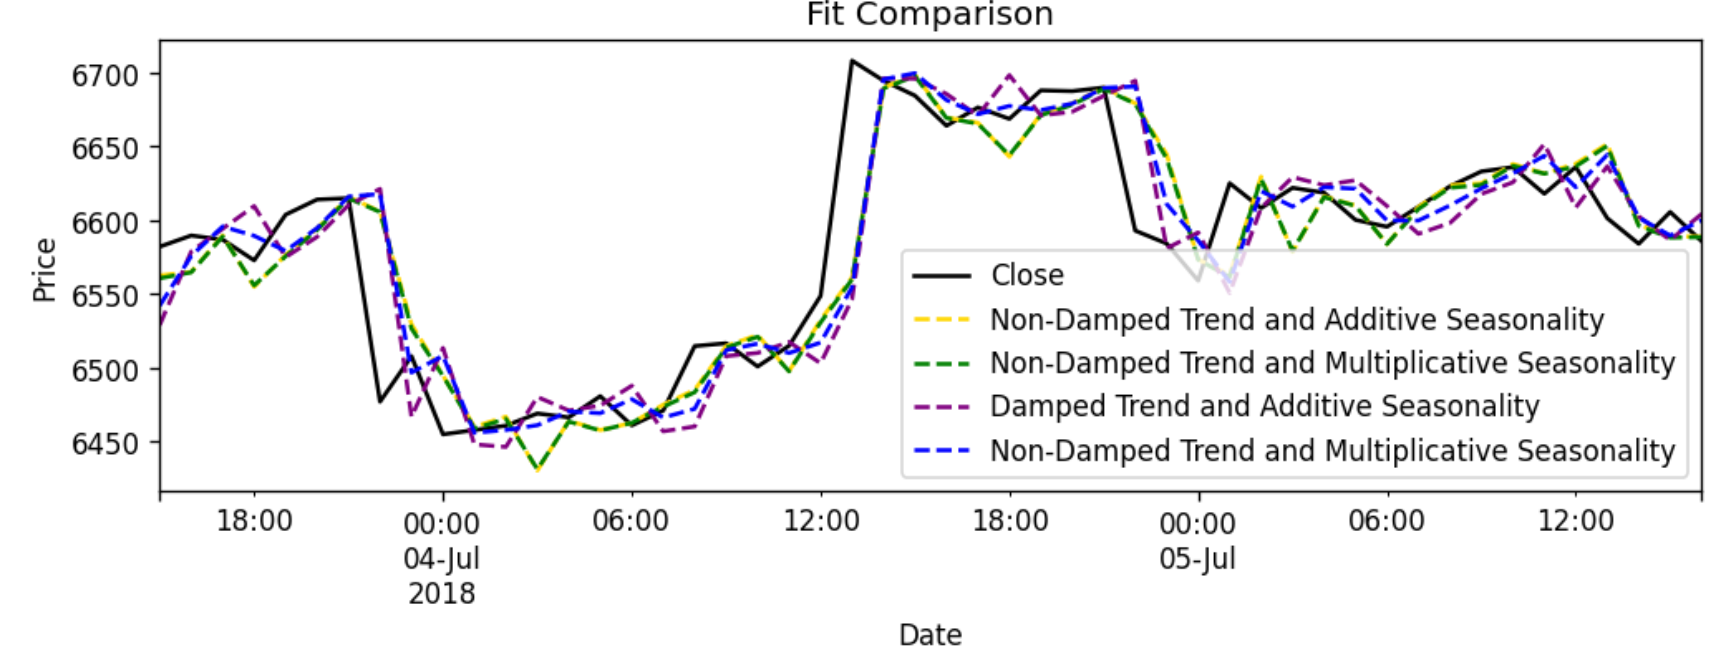 Fit Comparison
6700
6650
6600
6550
6500
6450
Price
Close
Non-Damped Trend and Additive Seasonality
Non-Damped Trend and Multiplicative Seasonality
Damped Trend and Additive Seasonality
Non-Damped Trend and Multiplicative Seasonality
18:00 00:00 06:00 12:00 18:00 00:00 06:00 12:00
04-Jul 05-Jul
2018
Date